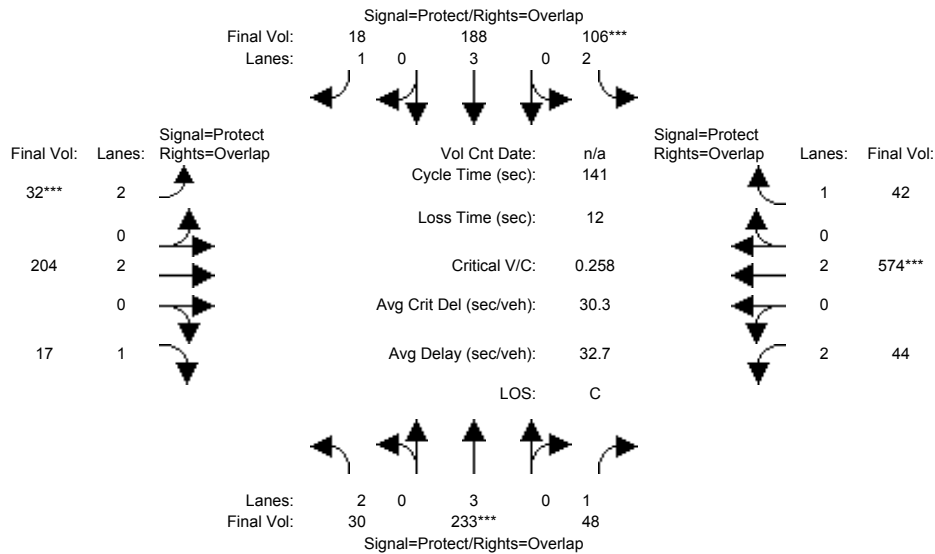 Signal=Protect/Rights=Overlap
Final Vol: 18 188 106***
Lanes: 1 0 3 0 2
Signal=Protect
Final Vol: Lanes: Rights=Overlap
Vol Cnt Date: n/a
Signal=Protect
Rights=Overlap Lanes: Final Vol:
Cycle Time (sec): 141
32*** 2
1 42
Loss Time (sec): 12
0
0
204 2
Critical V/C: 0.258
2 574***
0
Avg Crit Del (sec/veh): 30.3
0
17 1
Avg Delay (sec/veh): 32.7
2 44
LOS: C
Lanes: 2 0 3 0 1
Final Vol: 30 233*** 48
Signal=Protect/Rights=Overlap